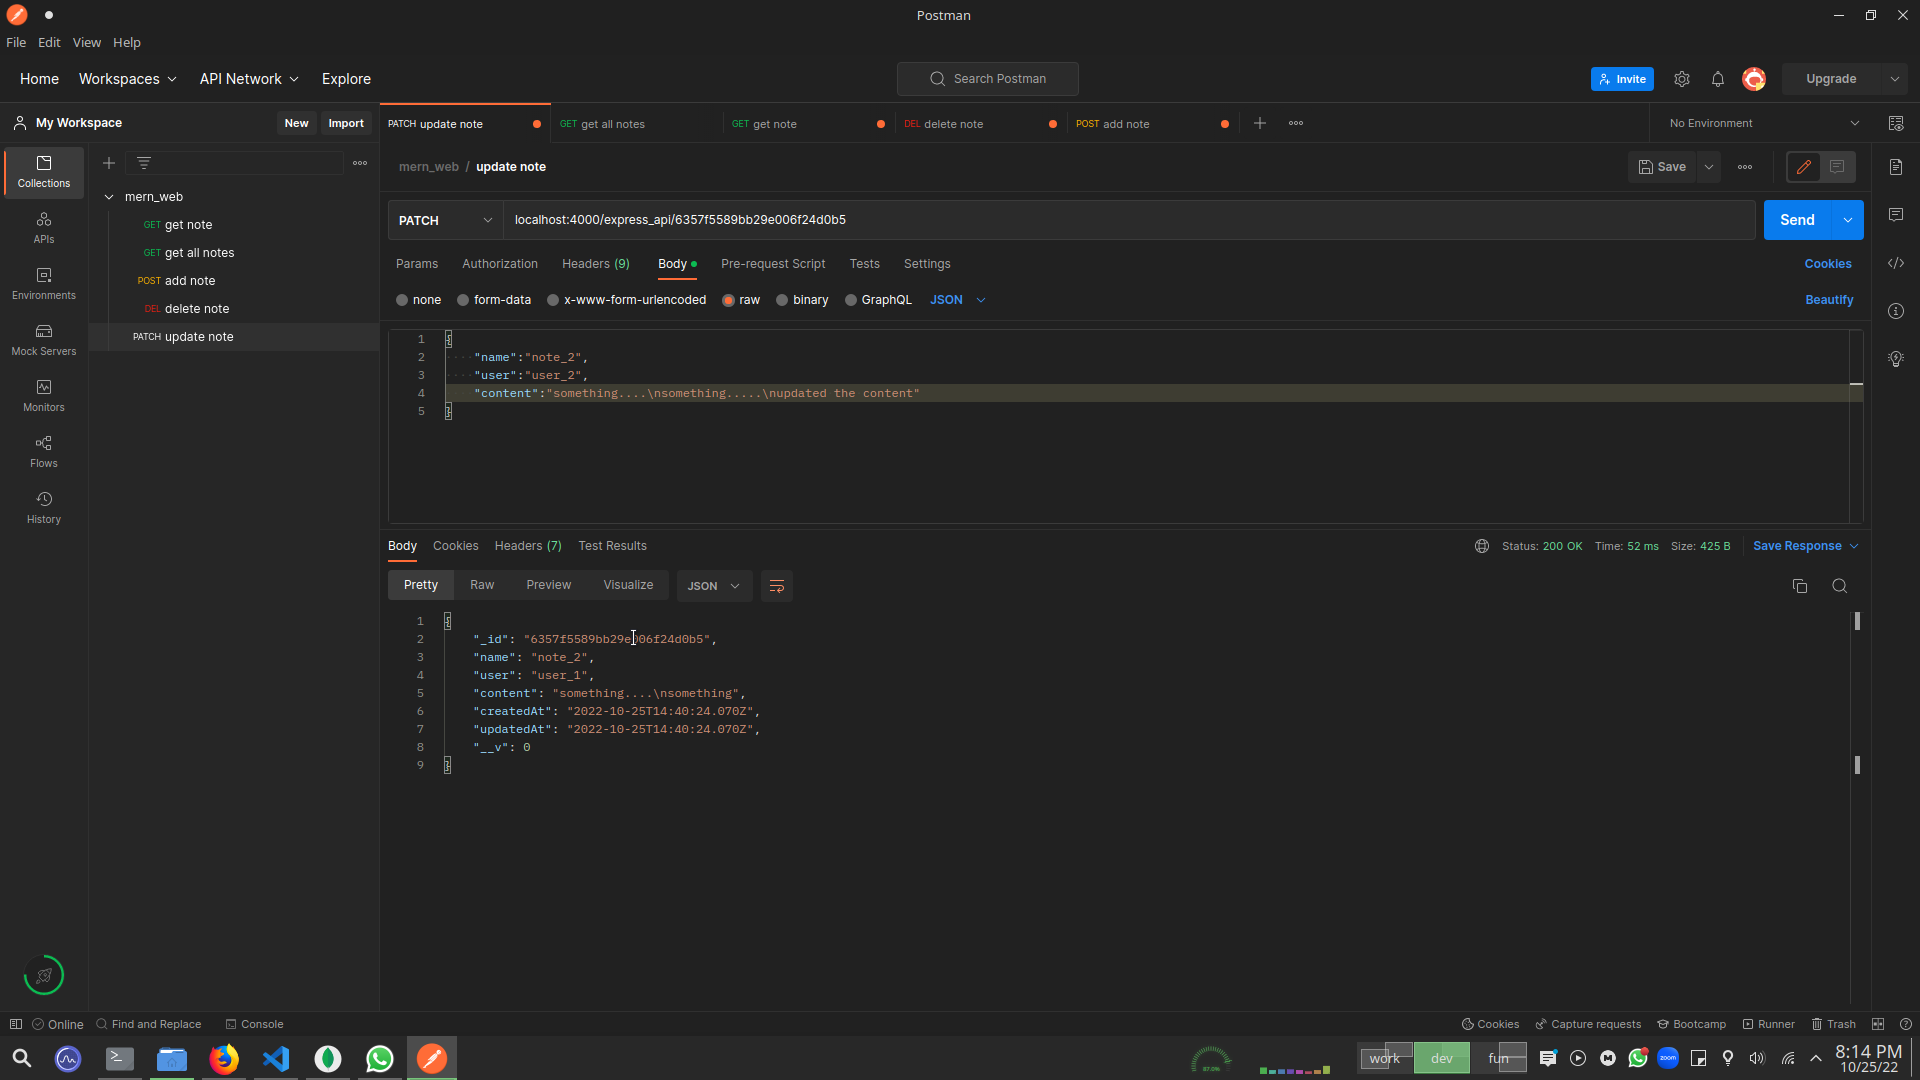 Postman
File Edit View Help
Home Workspaces API Network Explore Search Postman Invite Upgrade
My Workspace New Import PATCH update note GET get all notes GET get note DEL delete note POST add note No Environment
mern_web / update note Save
Collections
mern_web
GET get note
GET get all notes
POST add note
DEL delete note
PATCH update note
APIs
Environments
Mock Servers
Monitors
Flows
History
PATCH localhost:4000/express_api/6357f5589bb29e006f24d0b5 Send
Params Authorization Headers (9) Body Pre-request Script Tests Settings Cookies
none form-data x-www-form-urlencoded raw binary GraphQL JSON Beautify
1 {
2 "name":"note_2",
3 "user":"user_2",
4 "content":"something....\nsomething.....\nupdated the content"
5 }
Body Cookies Headers (7) Test Results Status: 200 OK Time: 52 ms Size: 425 B Save Response
Pretty Raw Preview Visualize JSON
1 {
2 "_id": "6357f5589bb29e006f24d0b5",
3 "name": "note_2",
4 "user": "user_1",
5 "content": "something....\nsomething",
6 "createdAt": "2022-10-25T14:40:24.070Z",
7 "updatedAt": "2022-10-25T14:40:24.070Z",
8 "__v": 0
9 }
Online Find and Replace Console Cookies Capture requests Bootcamp Runner Trash
87.0% work dev fun zoom 8:14 PM
10/25/22